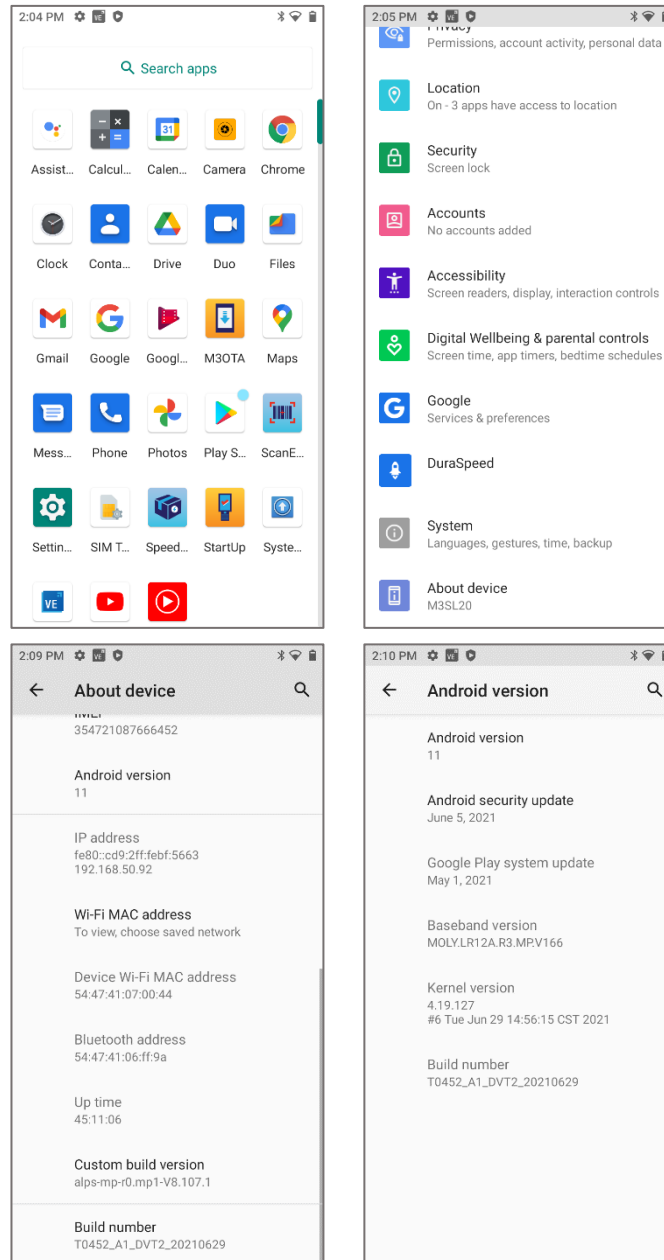 2:04 PM
Search apps
Assist... Calcul... Calen... Camera Chrome
31
Clock Conta... Drive Duo Files
Gmail Google Googl... M3OTA Maps
Mess... Phone Photos Play S... ScanE...
Settin... SIM T... Speed... StartUp Syste...
VE
2:05 PM
Privacy
Permissions, account activity, personal data
Location
On - 3 apps have access to location
Security
Screen lock
Accounts
No accounts added
Accessibility
Screen readers, display, interaction controls
Digital Wellbeing & parental controls
Screen time, app timers, bedtime schedules
Google
Services & preferences
DuraSpeed
System
Languages, gestures, time, backup
About device
M3SL20
2:09 PM
About device
IMEI
354721087666452
Android version
11
IP address
fe80::cd9:2ff:febf:5663
192.168.50.92
Wi-Fi MAC address
To view, choose saved network
Device Wi-Fi MAC address
54:47:41:07:00:44
Bluetooth address
54:47:41:06:ff:9a
Up time
45:11:06
Custom build version
alps-mp-r0.mp1-V8.107.1
Build number
T0452_A1_DVT2_20210629
2:10 PM
Android version
Android version
11
Android security update
June 5, 2021
Google Play system update
May 1, 2021
Baseband version
MOLY.LR12A.R3.MP.V166
Kernel version
4.19.127
#6 Tue Jun 29 14:56:15 CST 2021
Build number
T0452_A1_DVT2_20210629